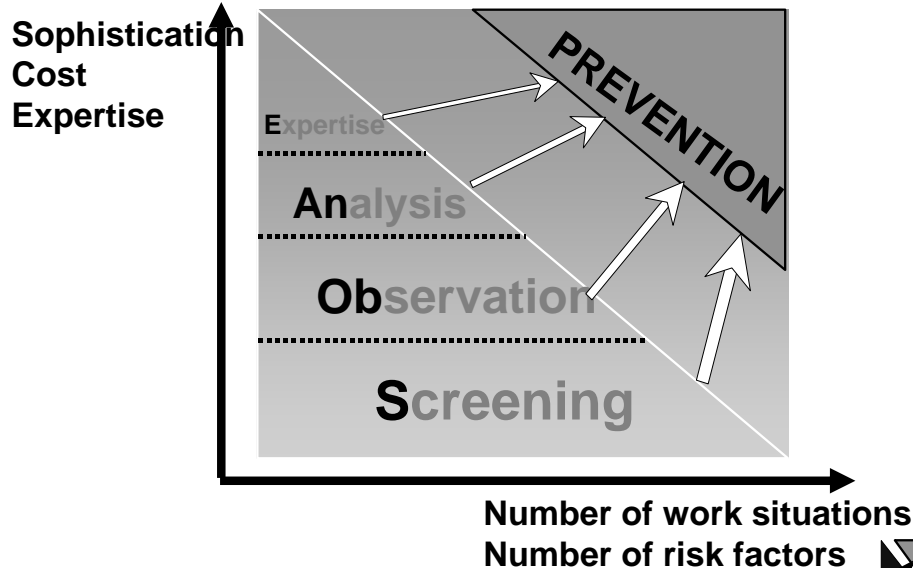 Sophistication
Cost
Expertise
PREVENTION
Expertise
Analysis
Observation
Screening
Number of work situations
Number of risk factors